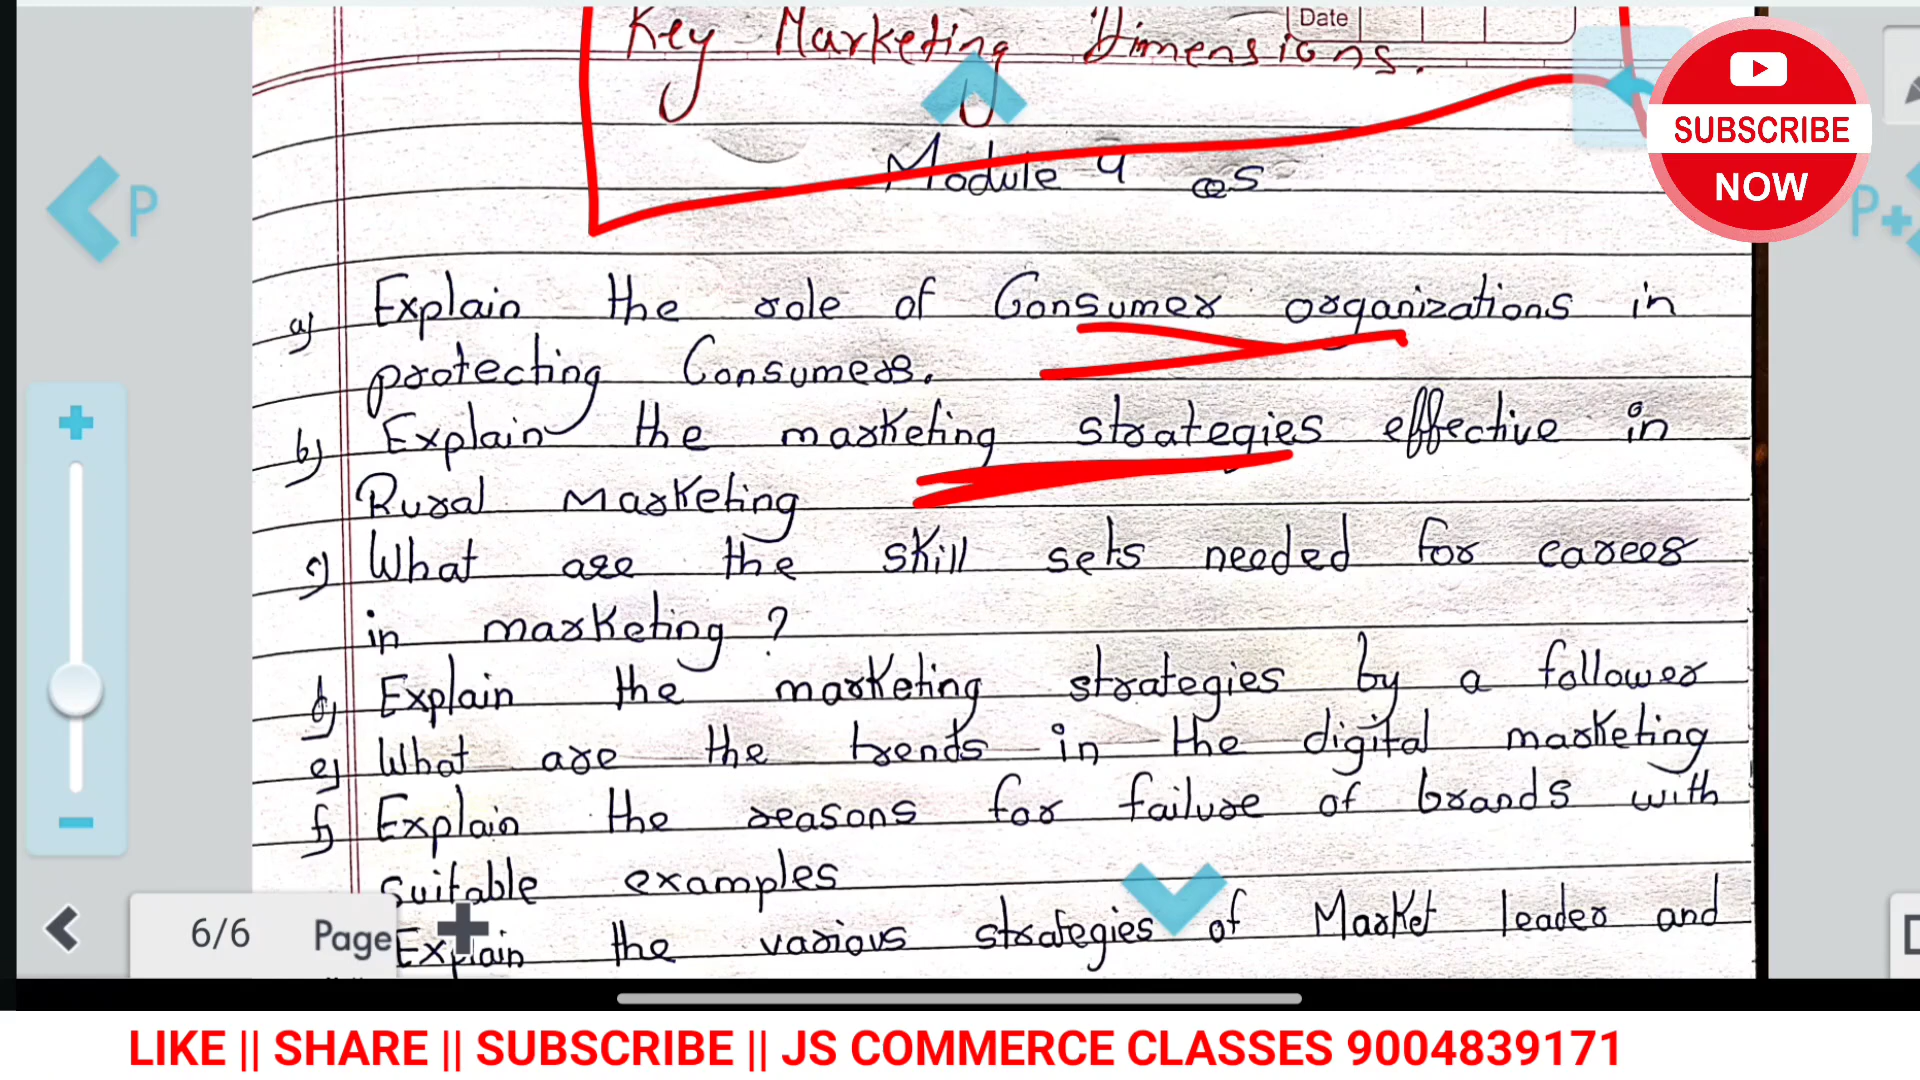 Key Marketing Dimensions.
Date
Module 4
SUBSCRIBE
NOW
P
P+
a) Explain the role of Consumer organizations in
protecting Consumers.
b) Explain the marketing strategies effective in
Rural Marketing
c) What are the skill sets needed for career
in marketing?
d) Explain the marketing strategies by a follower
e) What are the trends in the digital marketing
f) Explain the reasons for failure of brands with
suitable examples
Explain the various strategies of Market leader and
6/6 Page
LIKE || SHARE || SUBSCRIBE || JS COMMERCE CLASSES 9004839171